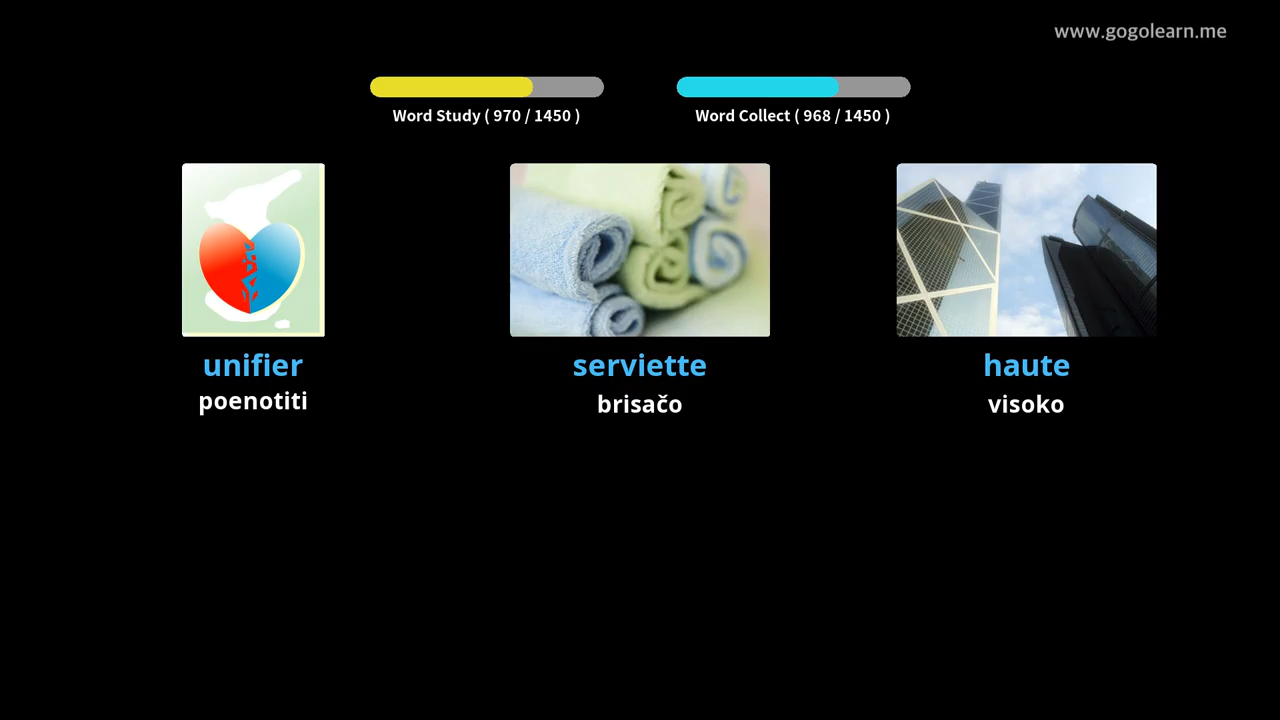 www.gogolearn.me
Word Study ( 970 / 1450 )
Word Collect ( 968 / 1450 )
unifier
poenotiti
serviette
brisačo
haute
visoko